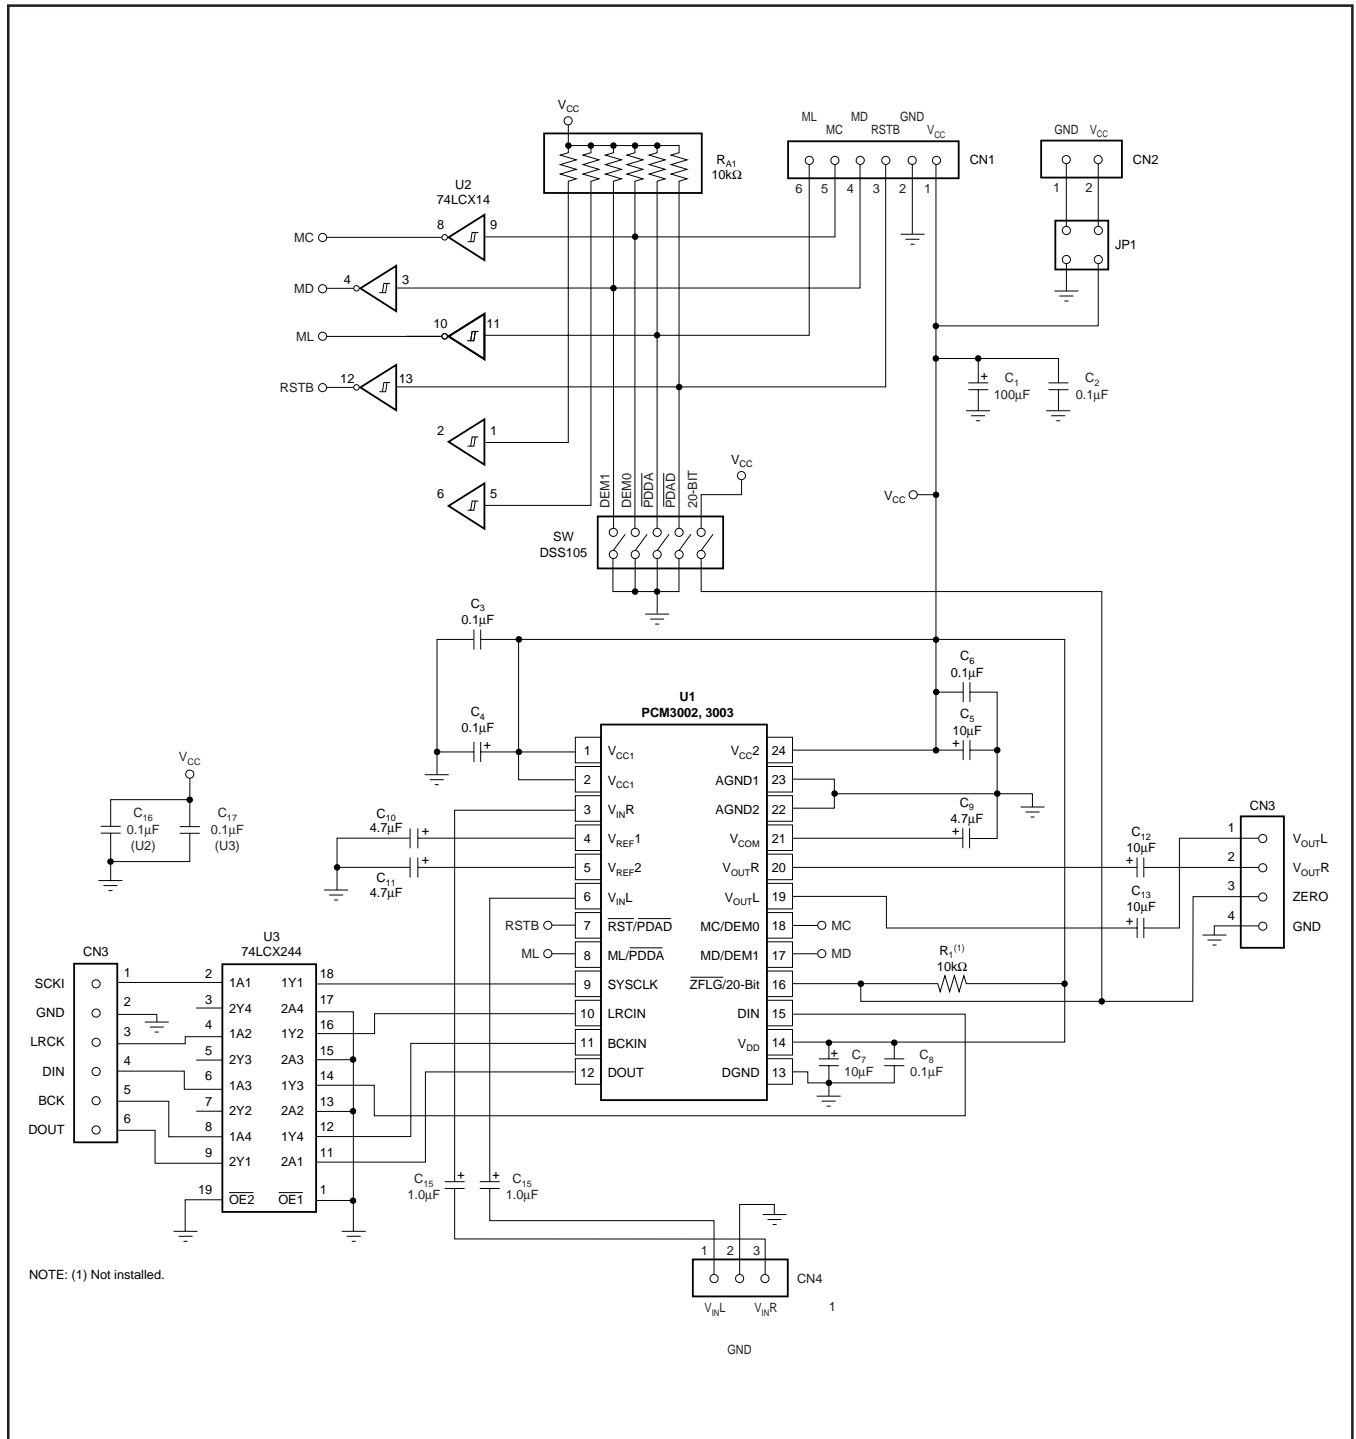 VCC
RA1
10kΩ
ML
MC
MD
RSTB
GND
VCC
CN1
6
5
4
3
2
1
GND
VCC
CN2
1
2
JP1
U2
74LCX14
MC
8
9
MD
4
3
ML
10
11
RSTB
12
13
2
1
6
5
C1
100µF
+
C2
0.1µF
DEM1
DEM0
PDDA
PDAD
20-BIT
VCC
VCC
SW
DSS105
C3
0.1µF
C4
0.1µF
+
C6
0.1µF
C5
10µF
+
U1
PCM3002, 3003
1
VCC1
VCC2
24
2
VCC1
AGND1
23
3
VINR
AGND2
22
4
VREF1
VCOM
21
5
VREF2
VOUTR
20
6
VINL
VOUTL
19
RSTB
7
RST/PDAD
MC/DEM0
18
MC
ML
8
ML/PDDA
MD/DEM1
17
MD
9
SYSCLK
ZFLG/20-Bit
16
10
LRCIN
DIN
15
11
BCKIN
VDD
14
12
DOUT
DGND
13
C9
4.7µF
+
C10
4.7µF
+
C11
4.7µF
+
C12
10µF
+
C13
10µF
+
CN3
1
VOUTL
2
VOUTR
3
ZERO
4
GND
R1(1)
10kΩ
C7
10µF
+
C8
0.1µF
VCC
C16
0.1µF
(U2)
C17
0.1µF
(U3)
CN3
SCKI
1
GND
2
LRCK
3
DIN
4
BCK
5
DOUT
6
U3
74LCX244
2
1A1
1Y1
18
3
2Y4
2A4
17
4
1A2
1Y2
16
5
2Y3
2A3
15
6
1A3
1Y3
14
7
2Y2
2A2
13
8
1A4
1Y4
12
9
2Y1
2A1
11
19
OE2
OE1
1
C15
1.0µF
+
C15
1.0µF
+
1
2
3
CN4
VINL
VINR
1
GND
NOTE: (1) Not installed.